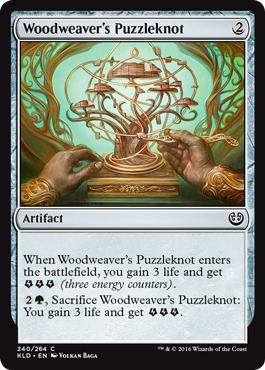 Woodweaver's Puzzleknot 2
Artifact
When Woodweaver's Puzzleknot enters
the battlefield, you gain 3 life and get
(three energy counters).
2, Sacrifice Woodweaver's Puzzleknot:
You gain 3 life and get .
240/264 C
KLD • EN VOLKAN BAGA
™ & © 2016 Wizards of the Coast